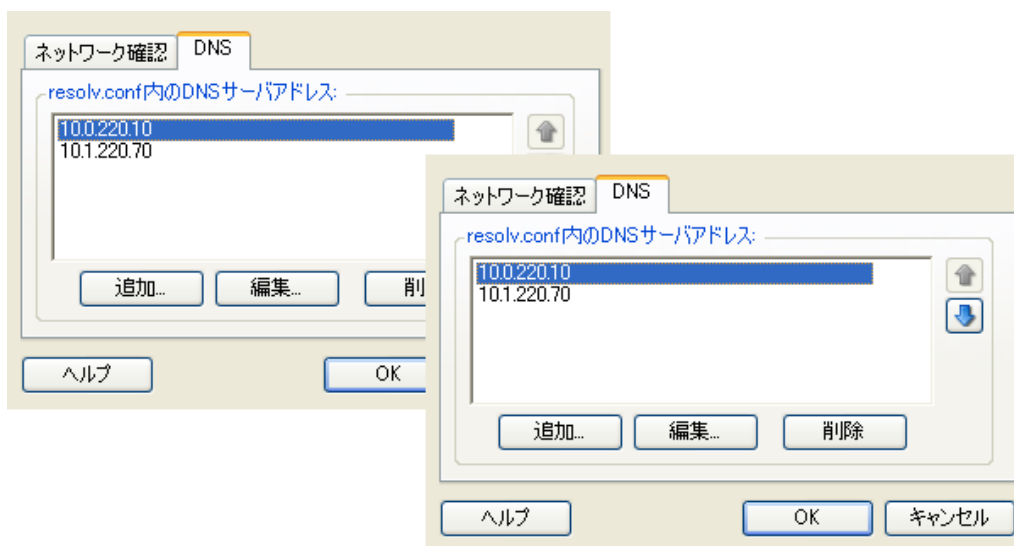 ネットワーク確認 DNS
resolv.conf内のDNSサーバアドレス:
10.0.220.10
10.1.220.70
追加... 編集... 削
ヘルプ OK
ネットワーク確認 DNS
resolv.conf内のDNSサーバアドレス:
10.0.220.10
10.1.220.70
追加... 編集... 削除
ヘルプ OK キャンセル